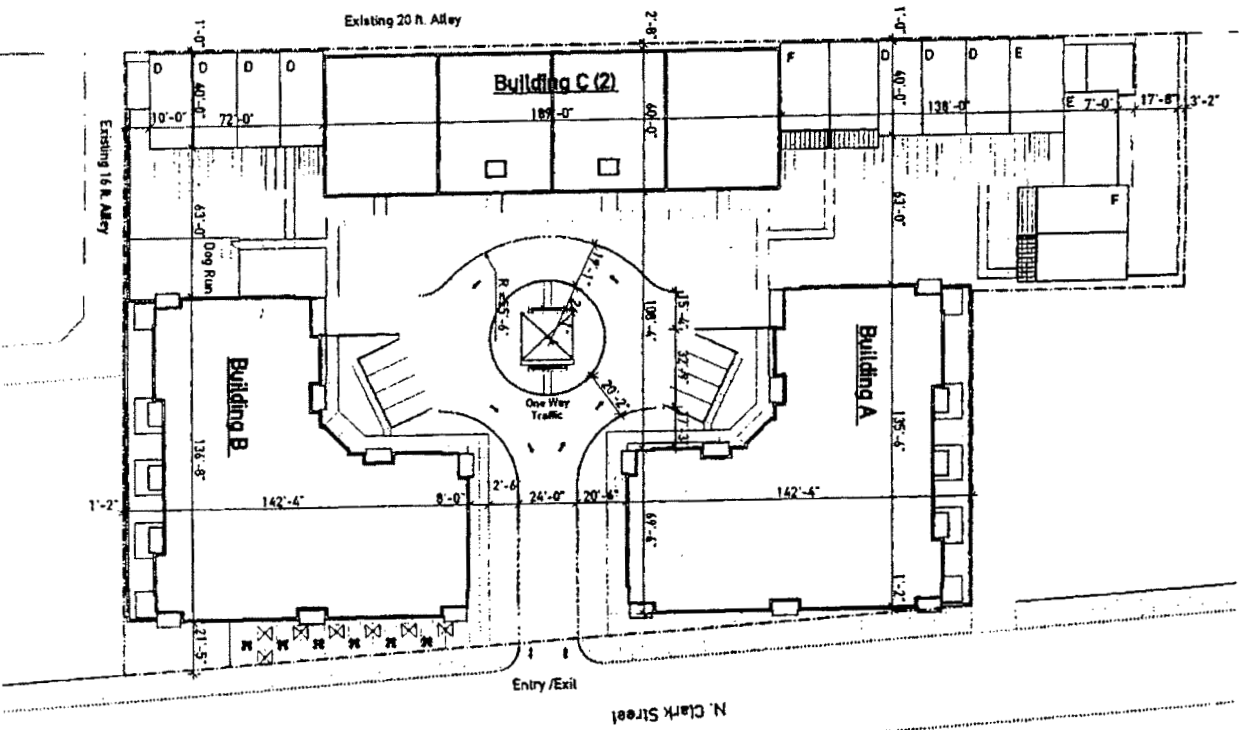 Existing 20 ft. Alley
1'-0"
2'-8"
1'-0"
D
D
D
D
Building C (2)
F
D
D
D
E
40'-0"
60'-0"
40'-0"
10'-0"
72'-0"
189'-0"
138'-0"
E
7'-0"
17'-8"
3'-2"
Existing 16 ft. Alley
63'-0"
63'-0"
F
Dog Run
19'-1"
R =55'-6"
108'-4"
15'-4"
Building B
Building A
20'-2"
One Way
Traffic
136'-8"
135'-6"
1'-2"
142'-4"
8'-0"
2'-6
24'-0"
20'-4"
142'-4"
69'-4"
1'-2"
21'-5"
Entry /Exit
N. Clark Street